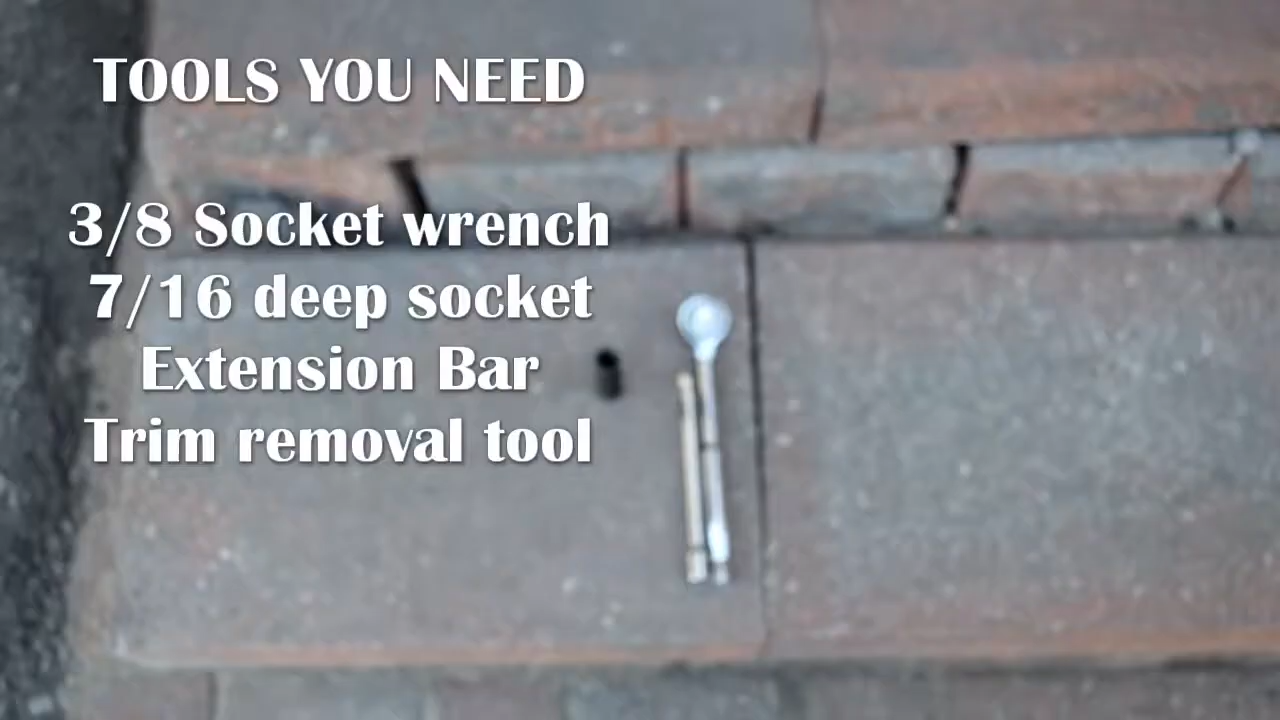 TOOLS YOU NEED
3/8 Socket wrench
7/16 deep socket
Extension Bar
Trim removal tool